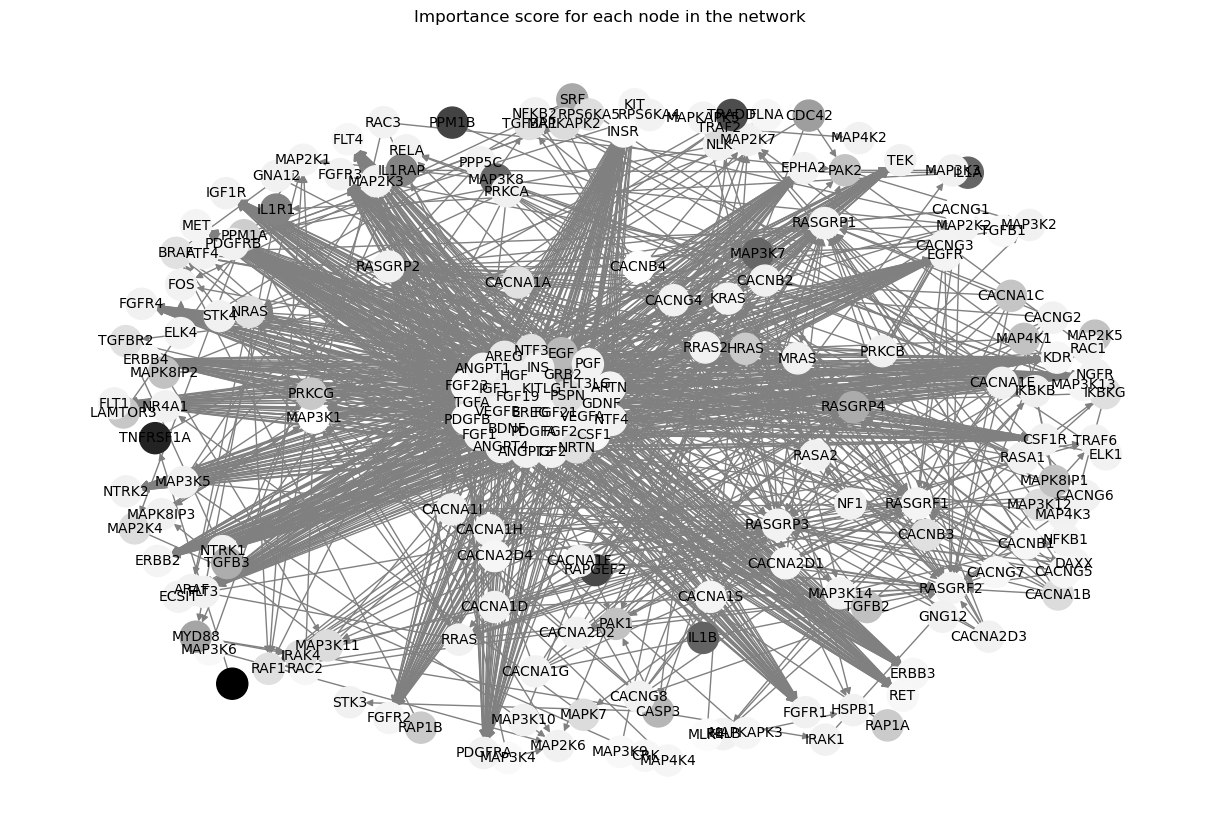 Importance score for each node in the network
SRF
KIT
NFKB2
RPS6KA5
RPS6KA4
TRADD
FLNA
CDC42
RAC3
PPM1B
MAPKAPK2
INSR
MAPKAPK5
TRAF2
FLT4
RELA
NLK
MAP2K7
MAP4K2
MAP2K1
GNA12
FGFR3
IL1RAP
PPP5C
MAP3K8
MAP2K3
PRKCA
EPHA2
PAK2
TEK
MAP3K3
IL1A
IGF1R
IL1R1
CACNG1
MET
PPM1A
PDGFRB
RASGRP1
MAP2K2
MAP3K2
TGFB1
BRAF
ATF4
CACNG3
EGFR
RASGRP2
CACNA1A
CACNB4
MAP3K7
CACNB2
FOS
FGFR4
STK4
NRAS
CACNG4
KRAS
CACNA1C
ELK4
CACNG2
TGFBR2
MAP4K1
MAP2K5
RAC1
ERBB4
MAPK8IP2
AREG
NTF3
EGF
PGF
RRAS2
HRAS
MRAS
PRKCB
KDR
NGFR
ANGPT1
INS
GRB2
HGF
FLT3LG
ARTN
CACNA1E
IKBKB
MAP3K13
IKBKG
FGF23
IGF1
KITLG
PSPN
FGF19
GDNF
FLT1
LAMTOR3
NR4A1
PRKCG
MAP3K1
TGFA
VEGFB
EREG
FGF21
VEGFA
NTF4
RASGRP4
PDGFB
FGF1
BDNF
PDGFA
FGF2
CSF1
TNFRSF1A
CSF1R
TRAF6
ELK1
ANGPT4
ANGPT2
IGF2
NRTN
RASA2
RASA1
MAP3K5
NTRK2
MAPK8IP1
CACNG6
MAPK8IP3
MAP2K4
CACNA1I
CACNA1H
NF1
RASGRF1
MAP3K12
MAP4K3
RASGRP3
CACNB3
CACNB1
NFKB1
ERBB2
NTRK1
TGFB3
CACNA2D4
CACNA1F
RAPGEF2
CACNA2D1
DAXX
CACNG7
CACNG5
ARAF
FLT3
ECSIT
CACNA1D
CACNA1S
MAP3K14
TGFB2
RASGRF2
CACNA1B
GNG12
MYD88
MAP3K6
MAP3K11
IRAK4
RRAS
CACNA2D2
PAK1
IL1B
CACNA2D3
RAF1
RAC2
CACNA1G
ERBB3
STK3
FGFR2
RAP1B
MAP3K10
MAPK7
CACNG8
CASP3
RET
FGFR1
HSPB1
RAP1A
PDGFRA
MAP3K4
MAP2K6
MAP3K9
CRK
MAP4K4
MAPKAPK3
IRAK1